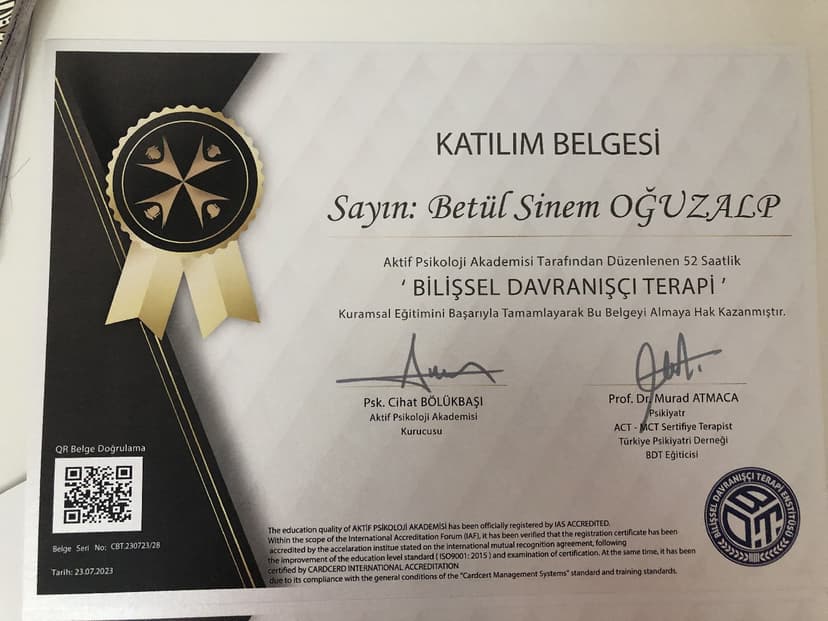 KATILIM BELGESİ
Sayın: Betül Sinem OĞUZALP
Aktif Psikoloji Akademisi Tarafından Düzenlenen 52 Saatlik
‘ BİLİŞSEL DAVRANIŞÇI TERAPİ ’
Kuramsal Eğitimini Başarıyla Tamamlayarak Bu Belgeyi Almaya Hak Kazanmıştır.
Psk. Cihat BÖLÜKBAŞI
Aktif Psikoloji Akademisi
Kurucusu
Prof. Dr. Murad ATMACA
Psikiyatr
ACT - MCT Sertifiye Terapist
Türkiye Psikiyatri Derneği
BDT Eğiticisi
QR Belge Doğrulama
Belge Seri No: CBT.230723/28
Tarih: 23.07.2023
The education quality of AKTİF PSİKOLOJİ AKADEMİSİ has been officially registered by IAS ACCREDITED.
Within the scope of the International Accreditation Forum (IAF), it has been verified that the registration certificate has been
accredited by the accelaration institue stated on the international mutual recognition agreement, following
the improvement of the education level standard ( ISO9001: 2015 ) and examination of certification. At the same time, it has been
certified by CARDCERD INTERNATIONAL ACCREDITATION
due to its compliance with the general conditions of the "Cardcert Management Systems" standard and training standards.
BİLİŞSEL DAVRANIŞÇI TERAPİ ENSTİTÜSÜ
BDT